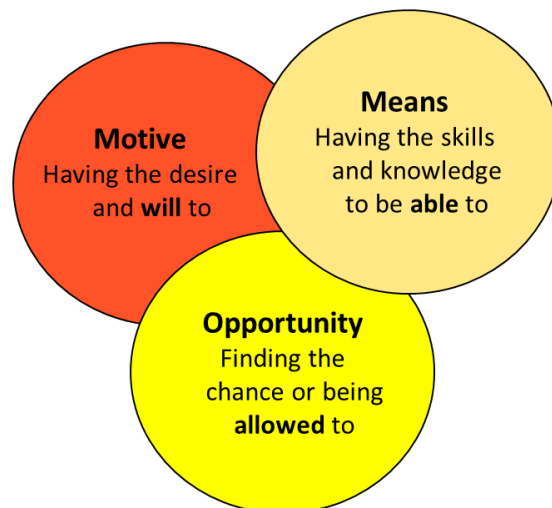 Motive
Having the desire
and will to
Means
Having the skills
and knowledge
to be able to
Opportunity
Finding the
chance or being
allowed to